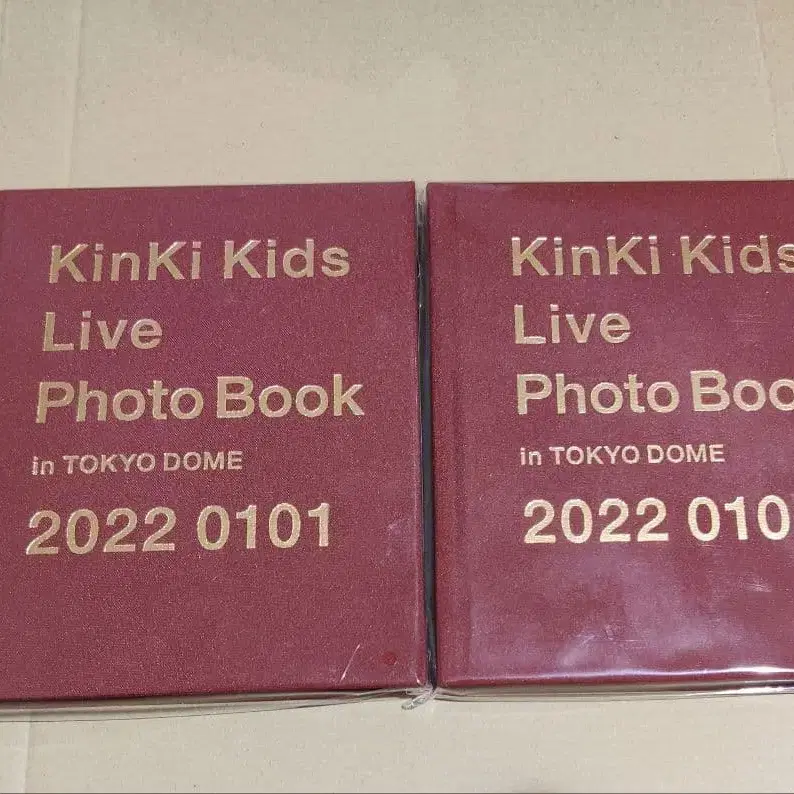 KinKi Kids
Live
Photo Book
in TOKYO DOME
2022 0101
KinKi Kids
Live
Photo Boo
in TOKYO DOME
2022 010